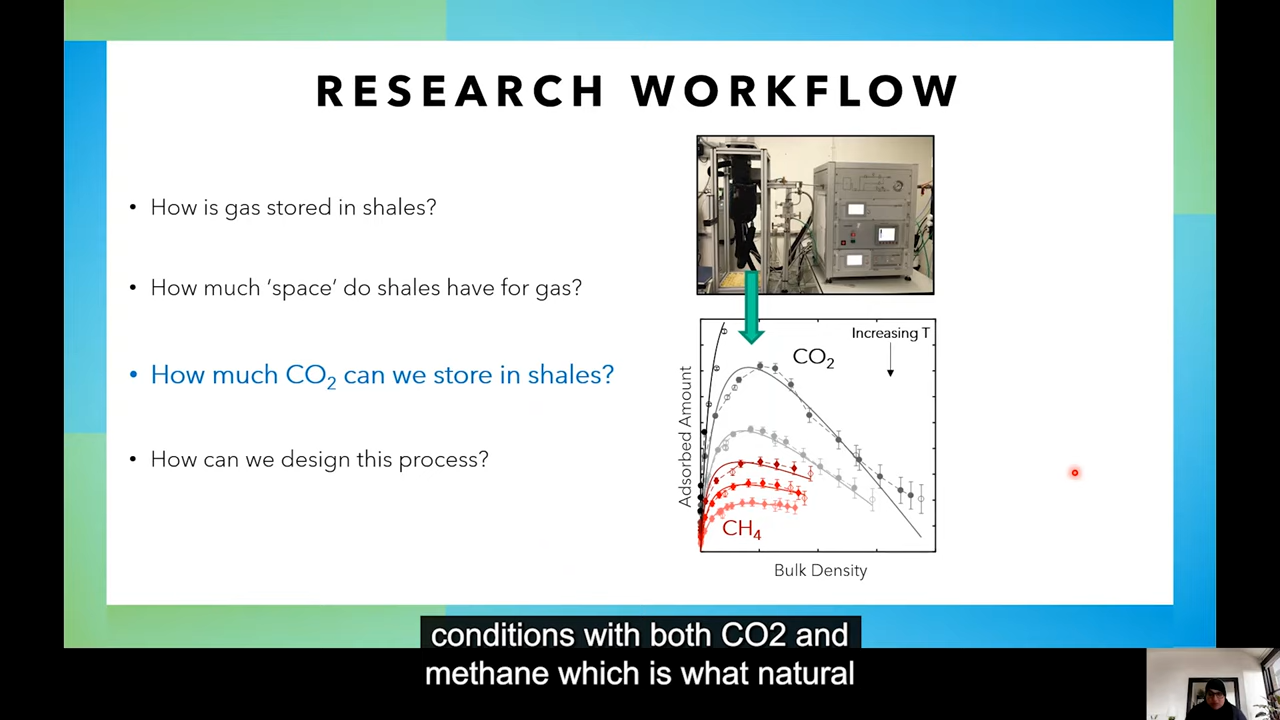 RESEARCH WORKFLOW
• How is gas stored in shales?
• How much ‘space’ do shales have for gas?
• How much CO₂ can we store in shales?
• How can we design this process?
Increasing T
CO₂
Adsorbed Amount
CH₄
Bulk Density
conditions with both CO2 and
methane which is what natural